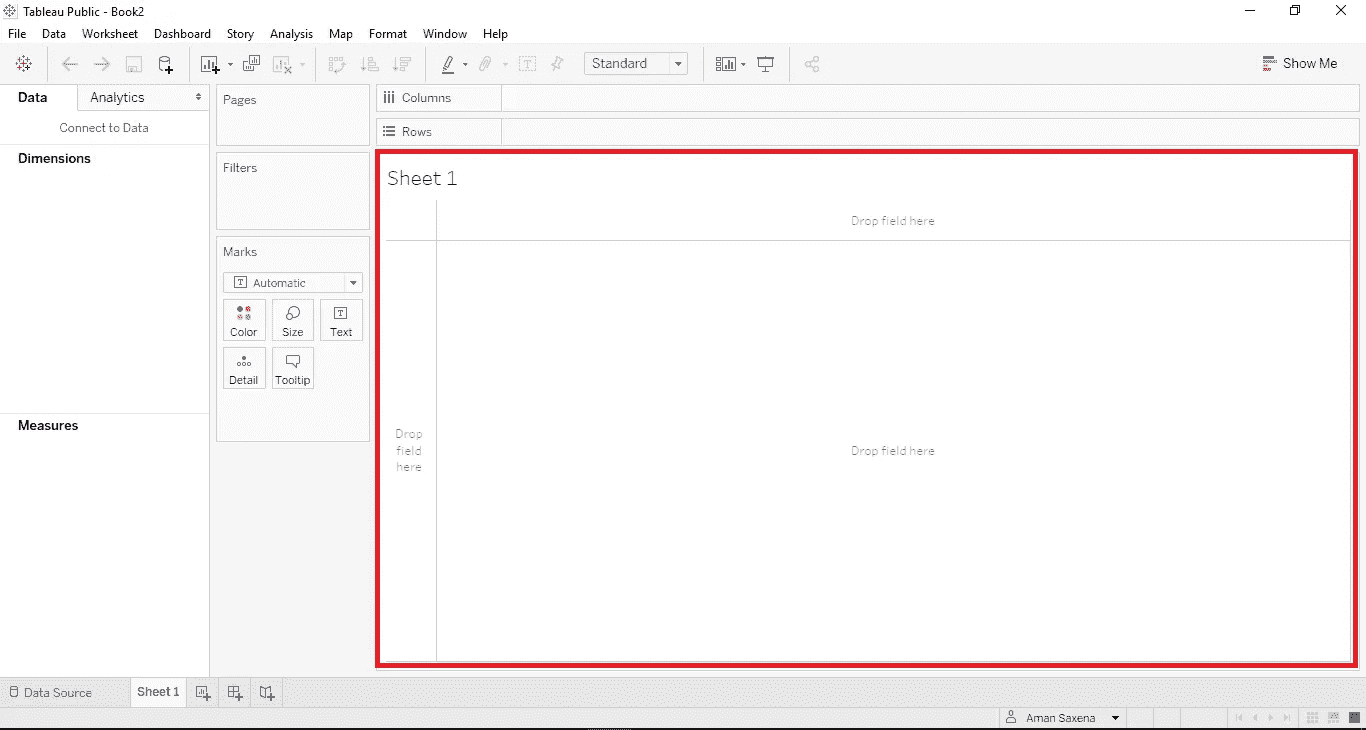 Tableau Public - Book2
File Data Worksheet Dashboard Story Analysis Map Format Window Help
Standard
Show Me
Data
Analytics
Connect to Data
Dimensions
Measures
Pages
Filters
Marks
T Automatic
Color Size Text
Detail Tooltip
Columns
Rows
Sheet 1
Drop field here
Drop
field
here
Drop field here
Data Source
Sheet 1
Aman Saxena